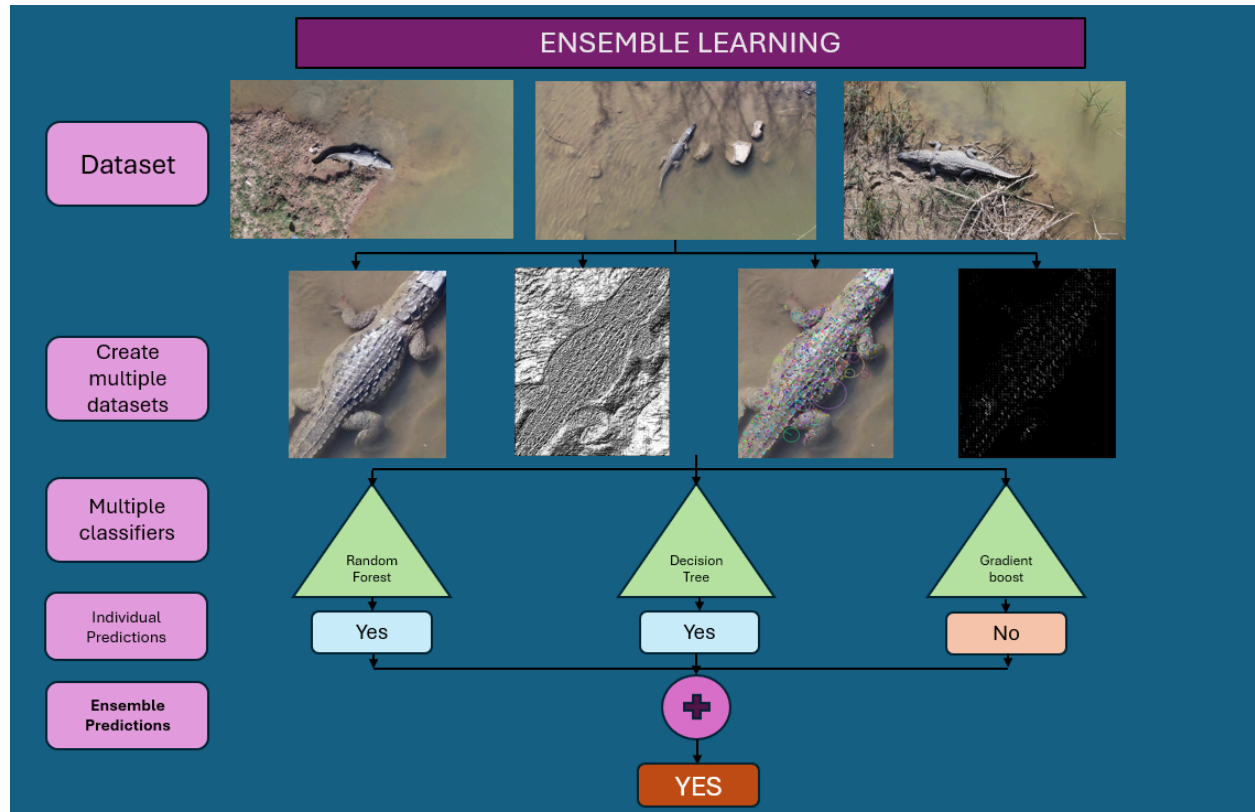 ENSEMBLE LEARNING
Dataset
Create
multiple
datasets
Multiple
classifiers
Random
Forest
Decision
Tree
Gradient
boost
Individual
Predictions
Yes
Yes
No
Ensemble
Predictions
YES